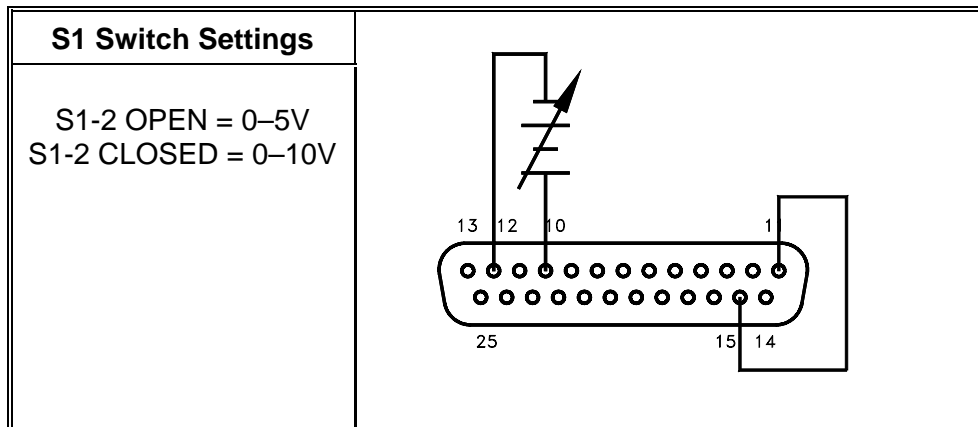 S1 Switch Settings
S1-2 OPEN = 0–5V
S1-2 CLOSED = 0–10V
13 12 10 1
25 15 14